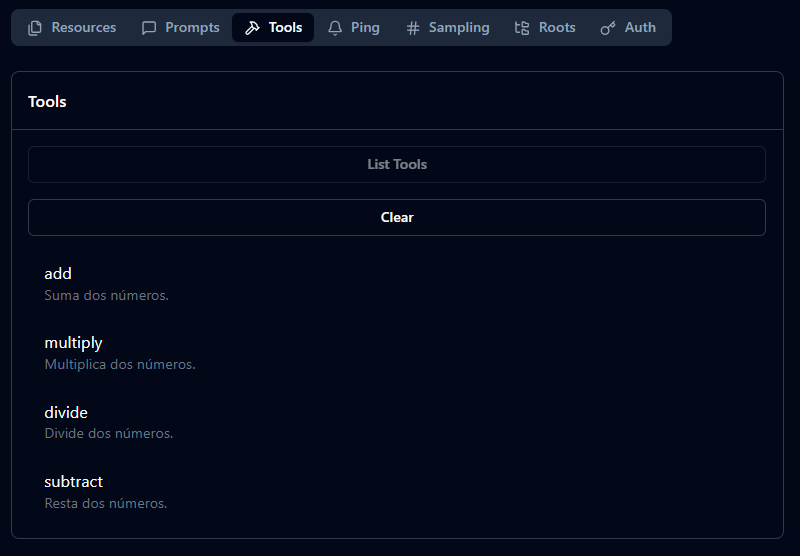 Resources Prompts Tools Ping Sampling Roots Auth
Tools
List Tools
Clear
add
Suma dos números.
multiply
Multiplica dos números.
divide
Divide dos números.
subtract
Resta dos números.